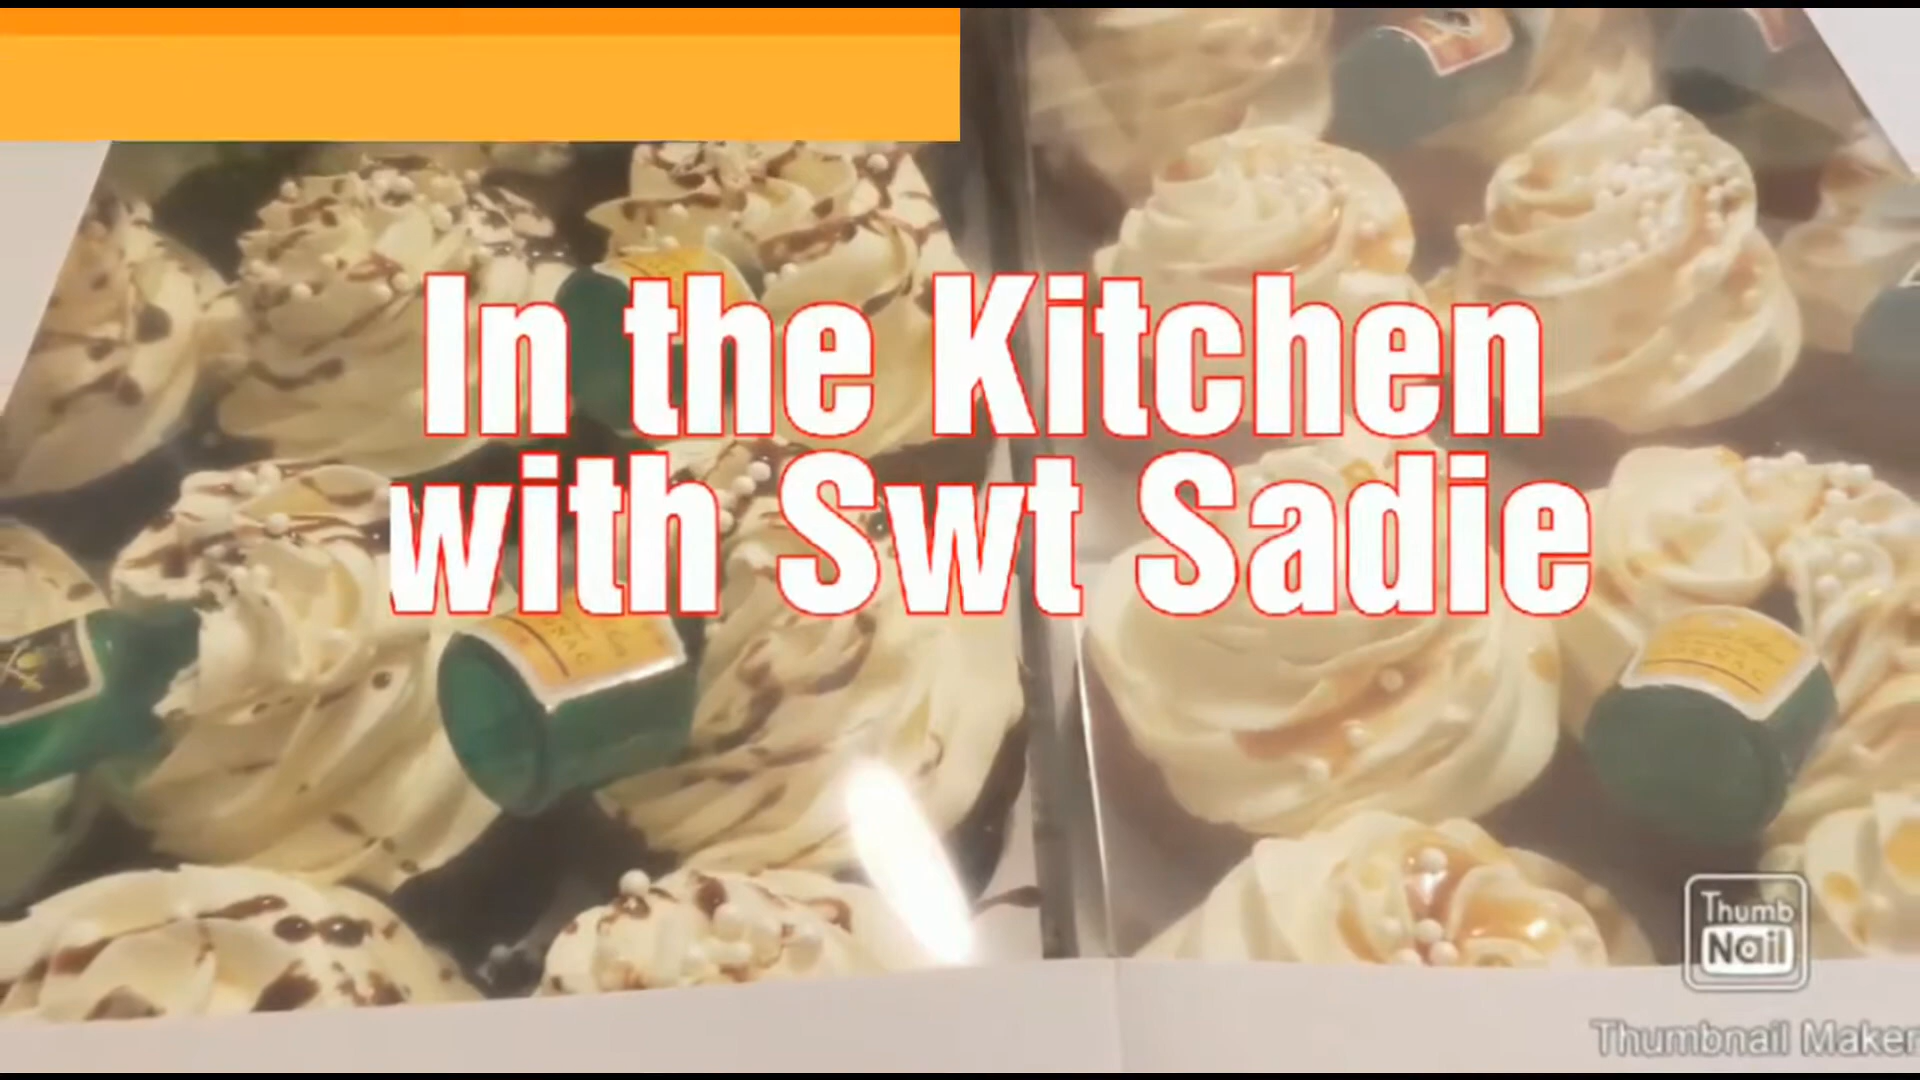 In the Kitchen
with Swt Sadie
Thumb
Nail
Thumbnail Maker